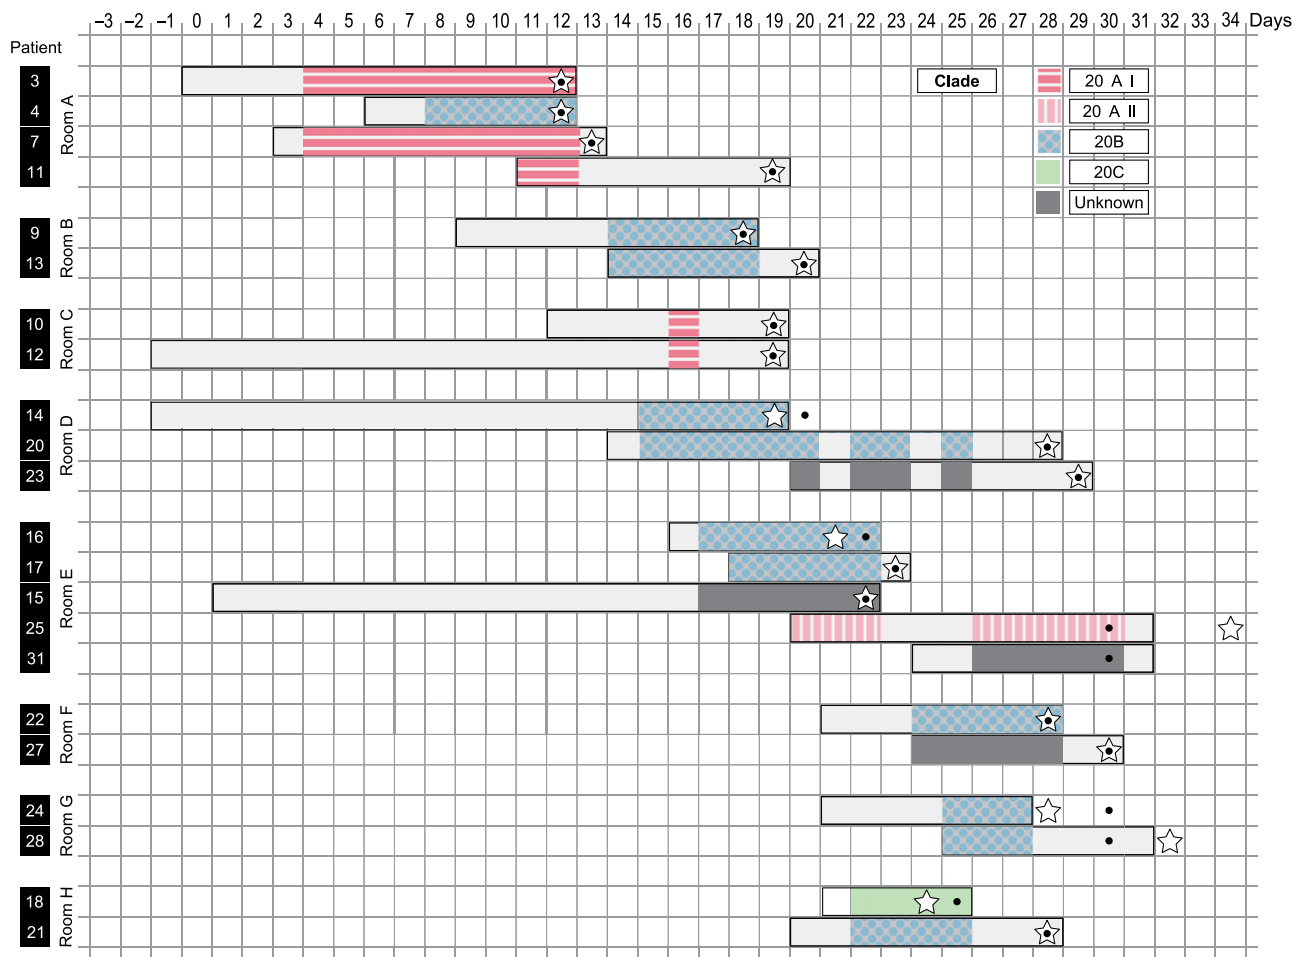 –3 –2 –1 0 1 2 3 4 5 6 7 8 9 10 11 12 13 14 15 16 17 18 19 20 21 22 23 24 25 26 27 28 29 30 31 32 33 34 Days
Patient
Room A
3
4
7
11
Clade
20 A I
20 A II
20B
20C
Unknown
Room B
9
13
Room C
10
12
Room D
14
20
23
Room E
16
17
15
25
31
Room F
22
27
Room G
24
28
Room H
18
21